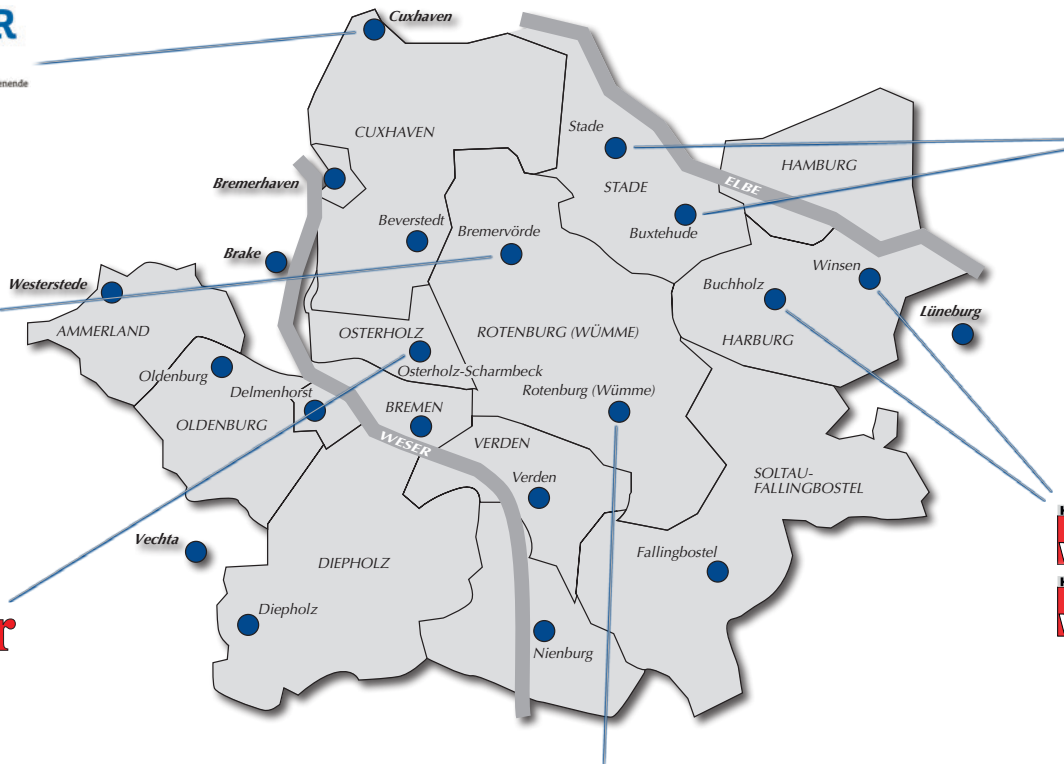 R
Cuxhaven
enende
CUXHAVEN
Stade
HAMBURG
Bremerhaven
STADE
ELBE
Beverstedt
Bremervörde
Buxtehude
Brake
Winsen
Westerstede
Buchholz
Lüneburg
AMMERLAND
OSTERHOLZ
ROTENBURG (WÜMME)
HARBURG
Oldenburg
Osterholz-Scharmbeck
Delmenhorst
Rotenburg (Wümme)
BREMEN
OLDENBURG
WESER
VERDEN
Verden
SOLTAU-
FALLINGBOSTEL
Vechta
Fallingbostel
DIEPHOLZ
Diepholz
r
Nienburg